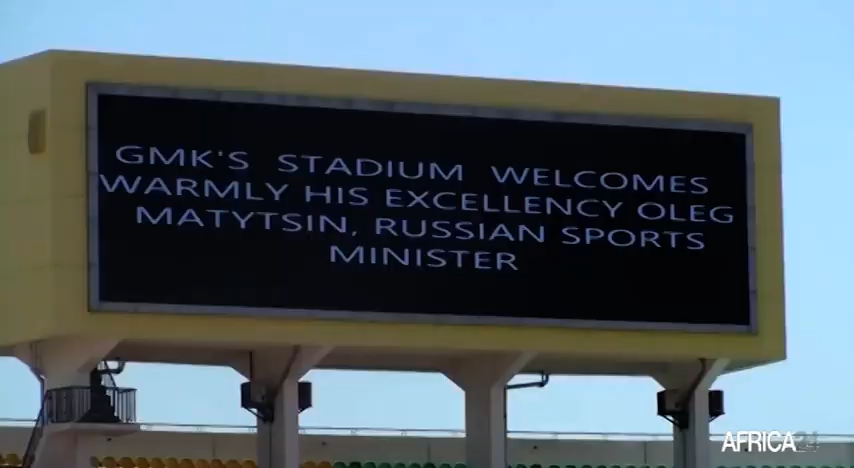 GMK'S STADIUM WELCOMES
WARMLY HIS EXCELLENCY OLEG
MATYTSIN, RUSSIAN SPORTS
MINISTER
AFRICA24